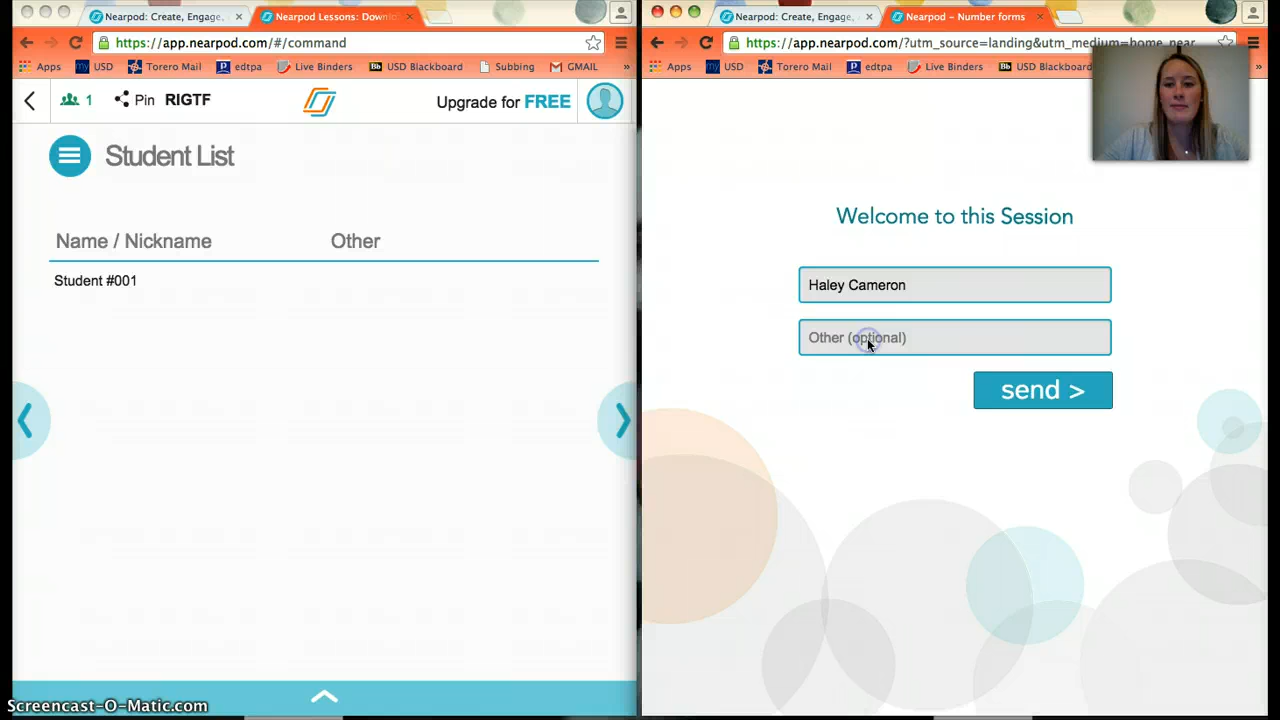 Nearpod: Create, Engage,
Nearpod Lessons: Downlo
https://app.nearpod.com/#/command
Apps
USD
Torero Mail
edtpa
Live Binders
Bb USD Blackboard
Subbing
GMAIL
»
1
Pin RIGTF
Upgrade for FREE
Student List
Name / Nickname
Other
Student #001
Screencast-O-Matic.com
Nearpod: Create, Engage,
Nearpod – Number forms
https://app.nearpod.com/?utm_source=landing&utm_medium=home_near
Apps
USD
Torero Mail
edtpa
Live Binders
Bb USD Blackboard
»
Welcome to this Session
Haley Cameron
Other (optional)
send >